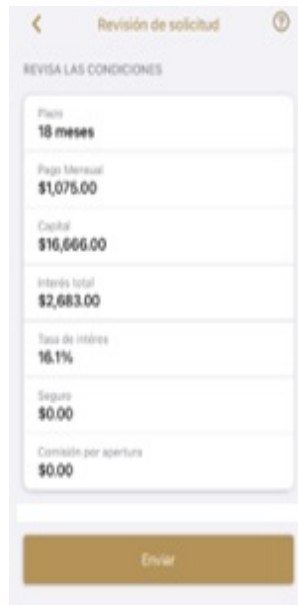 Revisión de solicitud
REVISA LAS CONDICIONES
Plazo
18 meses
Pago Mensual
$1,075.00
Capital
$16,666.00
Interés total
$2,683.00
Tasa de intéres
16.1%
Seguro
$0.00
Comisión por apertura
$0.00
Enviar